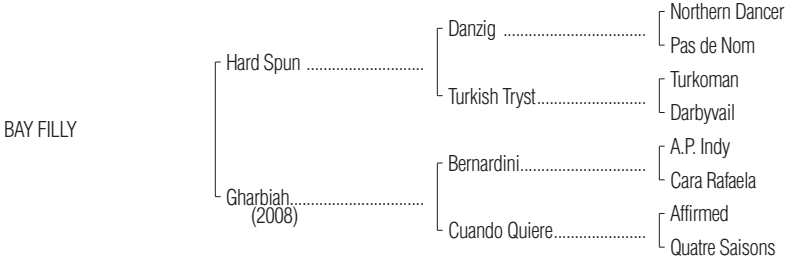 Northern Dancer
Danzig ................................
Pas de Nom
Hard Spun ..........................
Turkoman
Turkish Tryst........................
Darbyvail
BAY FILLY
A.P. Indy
Bernardini............................
Cara Rafaela
Gharbiah..............................
(2008)
Affirmed
Cuando Quiere....................
Quatre Saisons